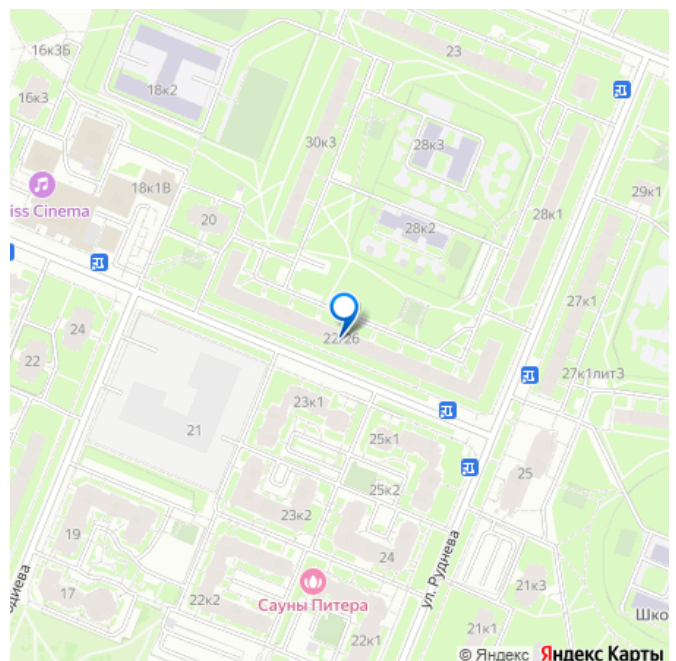 16к3Б
23
18к2
16к3
30к3
28к3
18к1В
29к1
iss Cinema
20
28к1
28к2
27к1
24
22/26
22
27к1лит3
23к1
21
25к1
25
25к2
23к2
19
24
ул. Руднева
одиева
17
22к2
Сауны Питера
21к3
Шко
21к1
22к1
© Яндекс Яндекс Карты